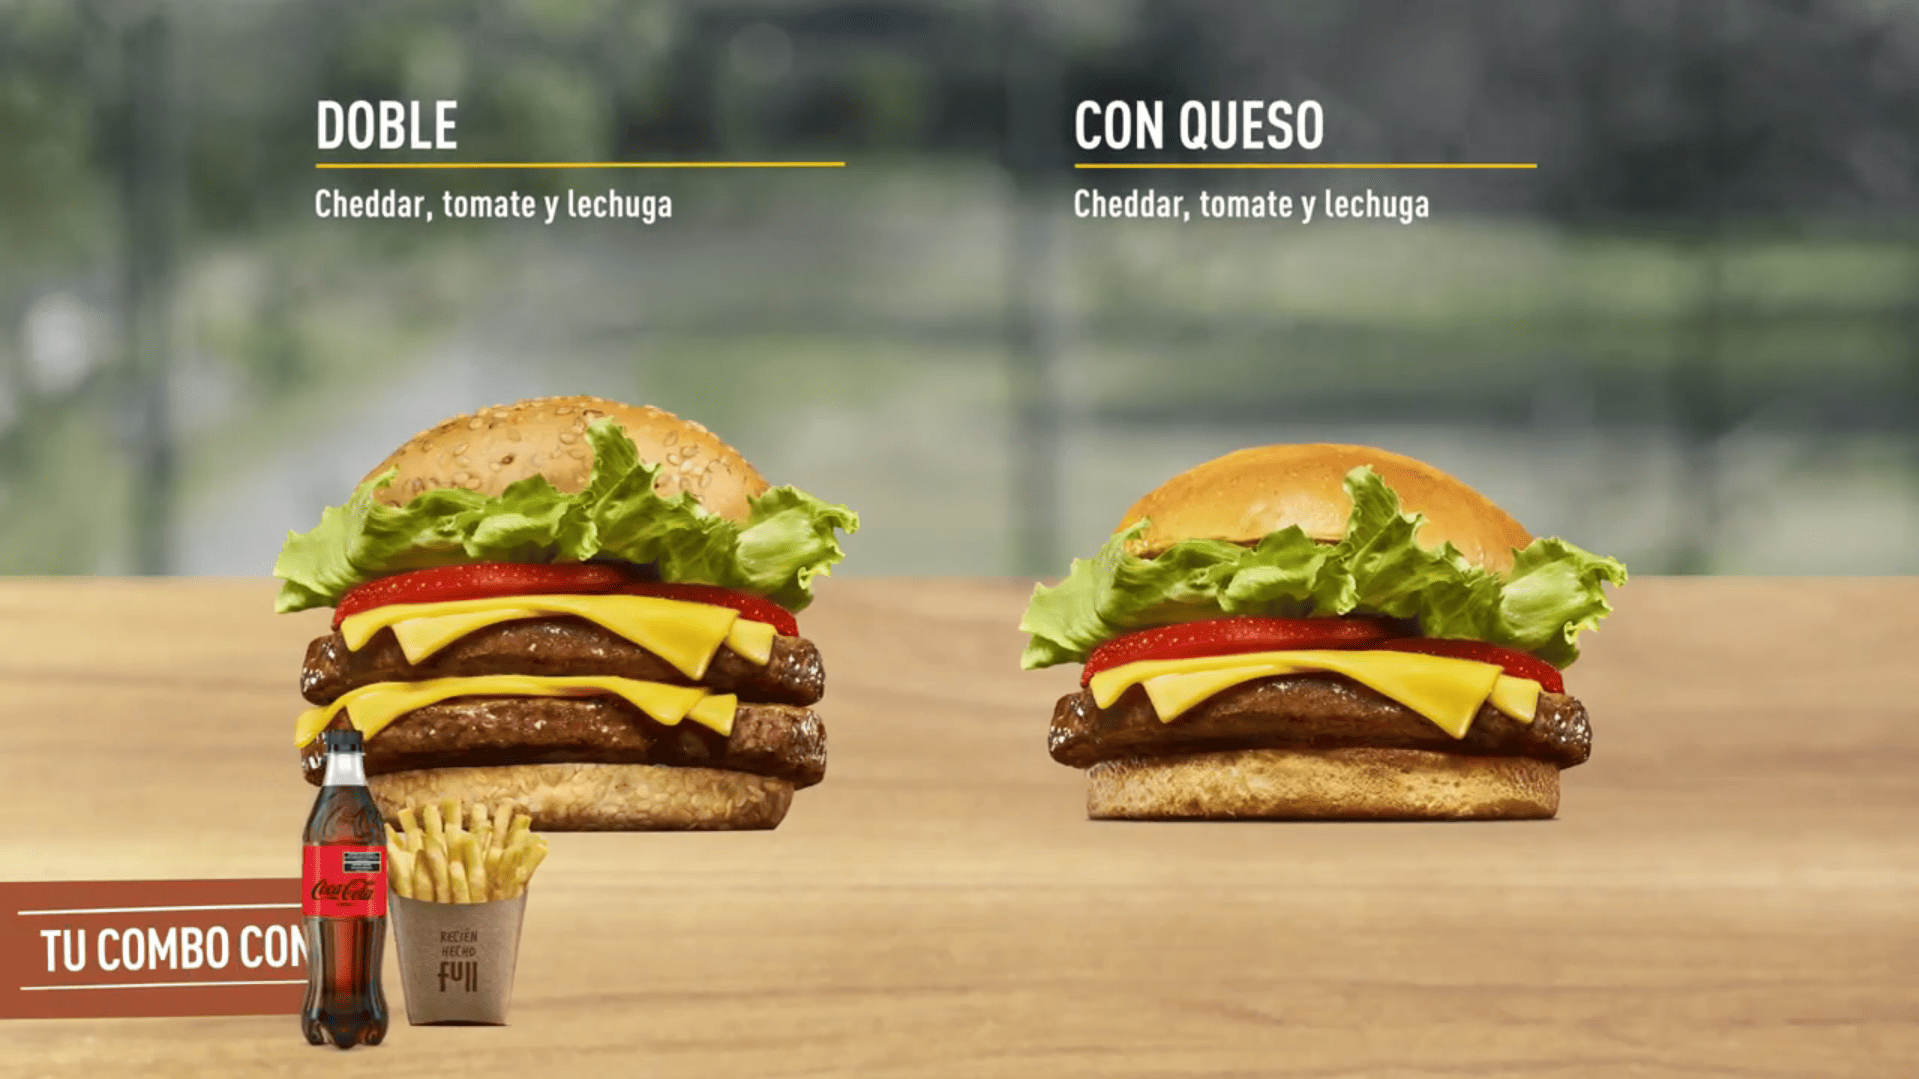 DOBLE
Cheddar, tomate y lechuga
CON QUESO
Cheddar, tomate y lechuga
TU COMBO CON
Coca-Cola
RECIÉN
HECHO
full